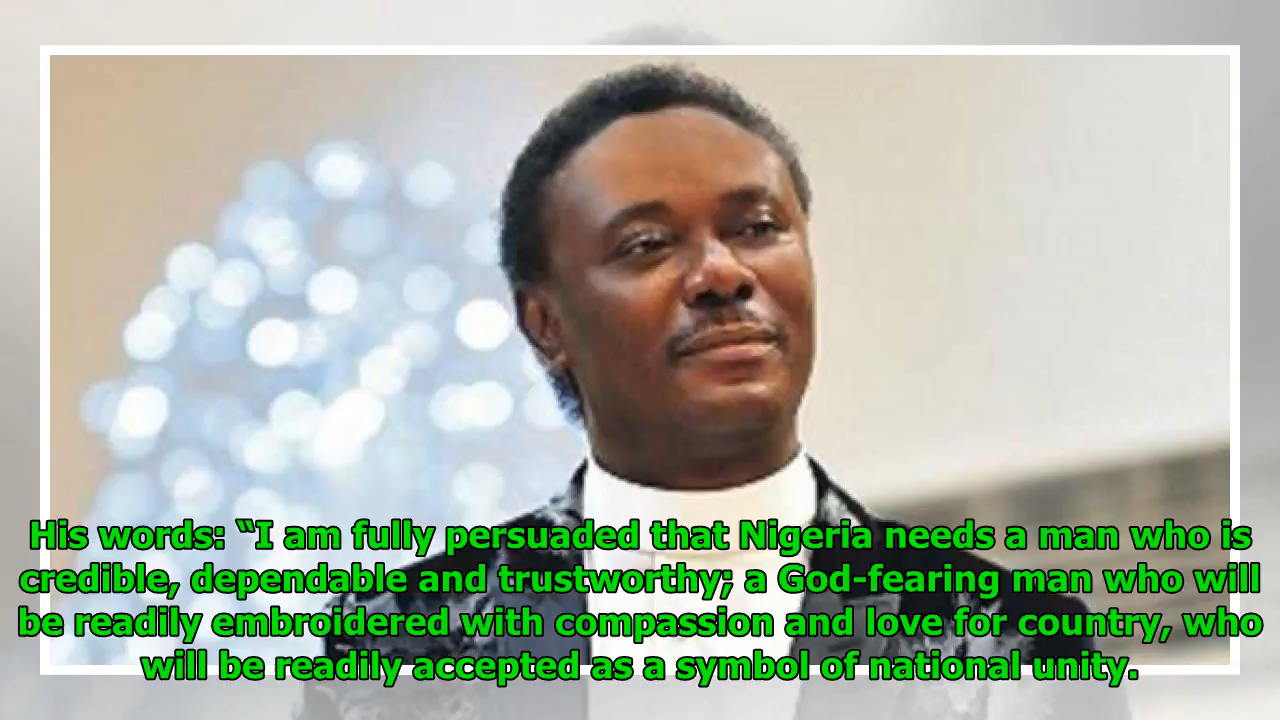 His words: “I am fully persuaded that Nigeria needs a man who is
credible, dependable and trustworthy; a God-fearing man who will
be readily embroidered with compassion and love for country, who
will be readily accepted as a symbol of national unity.